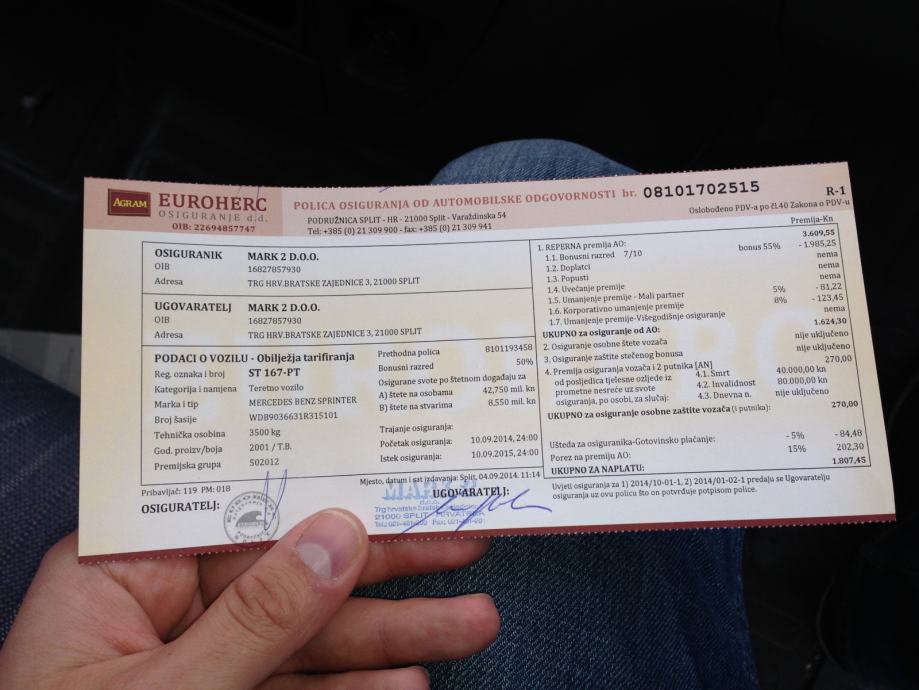 AGRAM
EUROHERC
OSIGURANJE d.d.
OIB: 22694857747
POLICA OSIGURANJA OD AUTOMOBILSKE ODGOVORNOSTI br. 08101702515
R-1
PODRUŽNICA SPLIT - HR - 21000 Split - Varaždinska 54
Tel: +385 (0) 21 309 900 - fax: +385 (0) 21 309 941
Oslobođeno PDV-a po čl.40 Zakona o PDV-u
OSIGURANIK MARK 2 D.O.O.
OIB 16827857930
Adresa TRG HRV.BRATSKE ZAJEDNICE 3, 21000 SPLIT
UGOVARATELJ MARK 2 D.O.O.
OIB 16827857930
Adresa TRG HRV.BRATSKE ZAJEDNICE 3, 21000 SPLIT
PODACI O VOZILU - Obilježja tarifiranja
Reg. oznaka i broj ST 167-PT
Kategorija i namjena Teretno vozilo
Marka i tip MERCEDES BENZ SPRINTER
Broj šasije WDB9036631R315101
Tehnička osobina 3500 kg
God. proizv/boja 2001 / T.B.
Premijska grupa 502012
Prethodna polica 8101193458
Bonusni razred 50%
Osigurane svote po štetnom događaju za
A) štete na osobama 42,750 mil. kn
B) štete na stvarima 8,550 mil. kn
Trajanje osiguranja:
Početak osiguranja: 10.09.2014, 24:00
Istek osiguranja: 10.09.2015, 24:00
Premija-Kn
1. REPERNA premija AO: 3.609,55
1.1. Bonusni razred 7/10 bonus 55% - 1.985,25
1.2. Doplatci nema
1.3. Popusti nema
1.4. Uvećanje premije nema
1.5. Umanjenje premije - Mali partner 5% - 81,22
1.6. Korporativno umanjenje premije 8% - 123,45
1.7. Umanjenje premije-Višegodišnje osiguranje nema
UKUPNO za osiguranje od AO: 1.624,30
2. Osiguranje osobne štete vozača nije uključeno
3. Osiguranje zaštite stečenog bonusa nije uključeno
4. Premija osiguranja vozača i 2 putnika [AN] 270,00
od posljedica tjelesne ozljede iz 4.1. Smrt 40.000,00 kn
prometne nesreće uz svote 4.2. Invalidnost 80.000,00 kn
osiguranja, po osobi, za slučaj: 4.3. Dnevna n. nije uključeno
UKUPNO za osiguranje osobne zaštite vozača (i putnika): 270,00
Ušteda za osiguranika-Gotovinsko plaćanje: - 5% - 84,48
Porez na premiju AO: 15% 202,30
UKUPNO ZA NAPLATU: 1.807,45
Pribavljač: 119 PM: 018
Mjesto, datum i sat izdavanja: Split, 04.09.2014. 11:14
OSIGURATELJ:
UGOVARATELJ:
d.o.o.
21000 SPLIT - HRVATSKA
Uvjeti osiguranja za 1) 2014/10-01-1, 2) 2014/01-02-1 predaju se Ugovaratelju
osiguranja uz ovu policu što on potvrđuje potpisom police.